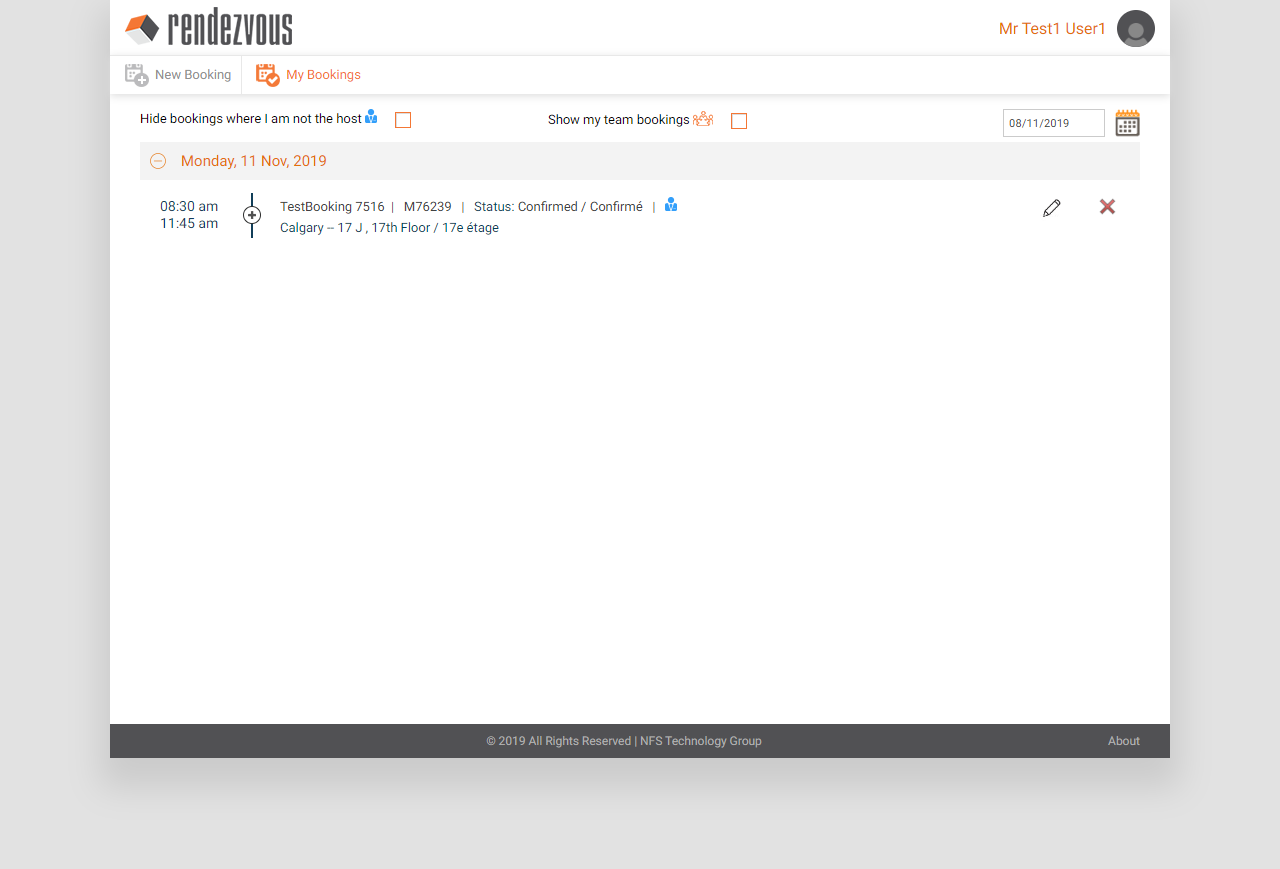 rendezvous
Mr Test1 User1
New Booking
My Bookings
Hide bookings where I am not the host
Show my team bookings
08/11/2019
Monday, 11 Nov, 2019
08:30 am
11:45 am
TestBooking 7516 | M76239 | Status: Confirmed / Confirmé |
Calgary -- 17 J , 17th Floor / 17e étage
© 2019 All Rights Reserved | NFS Technology Group
About